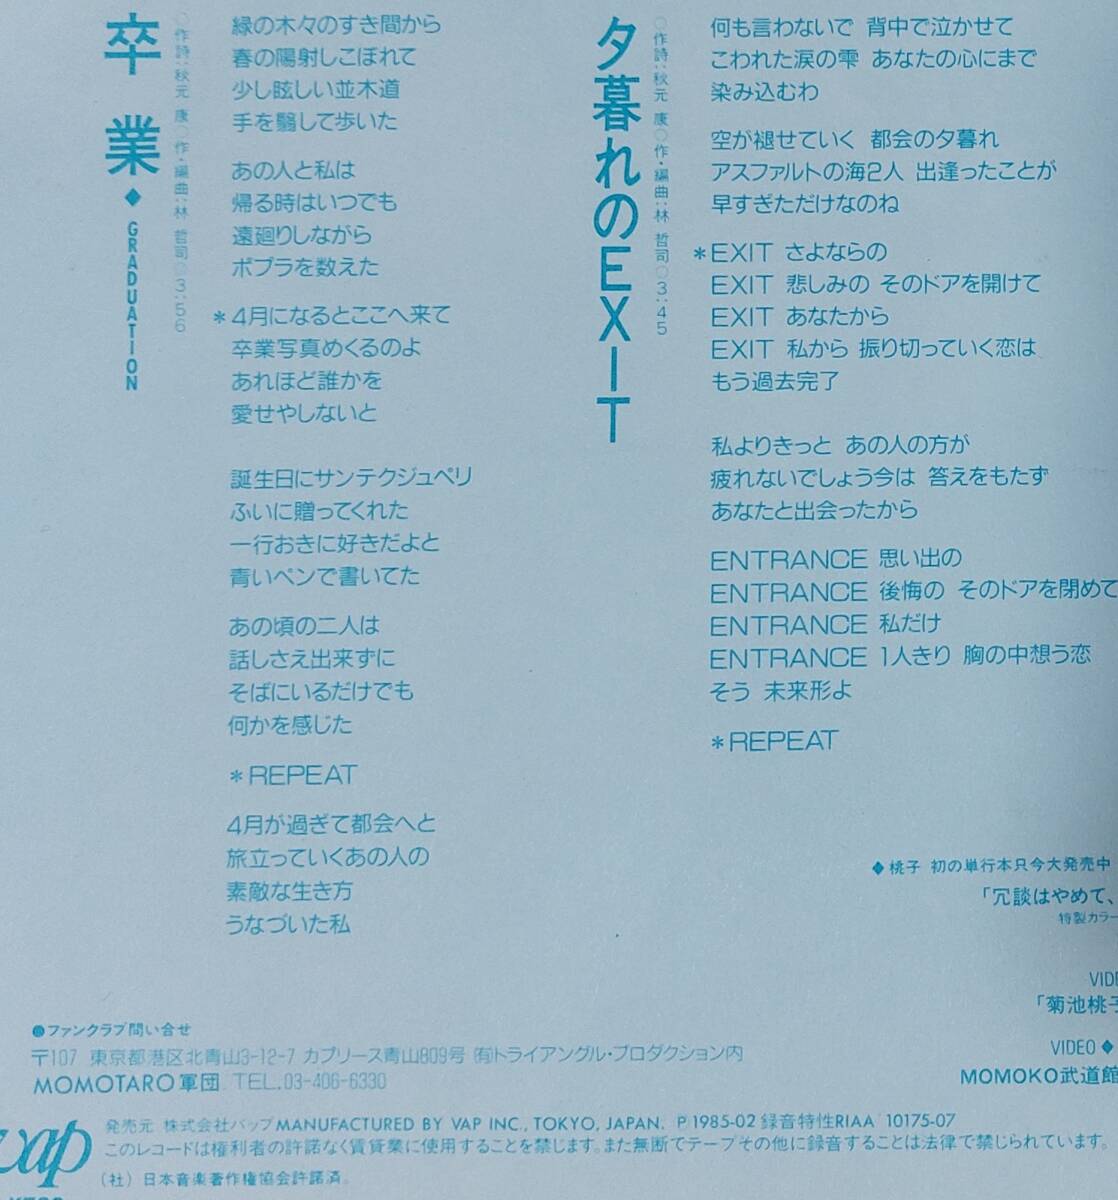 卒業◆GRADUATION
○作詩:秋元 康○作・編曲:林 哲司○3:56
緑の木々のすき間から
春の陽射しこぼれて
少し眩しい並木道
手を翳して歩いた
あの人と私は
帰る時はいつでも
遠廻りしながら
ポプラを数えた
*4月になるとここへ来て
卒業写真めくるのよ
あれほど誰かを
愛せやしないと
誕生日にサンテクジュペリ
ふいに贈ってくれた
一行おきに好きだよと
青いペンで書いてた
あの頃の二人は
話しさえ出来ずに
そばにいるだけでも
何かを感じた
*REPEAT
4月が過ぎて都会へと
旅立っていくあの人の
素敵な生き方
うなづいた私
夕暮れのEXIT
○作詩:秋元 康○作・編曲:林 哲司○3:45
何も言わないで 背中で泣かせて
こわれた涙の雫 あなたの心にまで
染み込むわ
空が褪せていく 都会の夕暮れ
アスファルトの海2人 出逢ったことが
早すぎただけなのね
*EXIT さよならの
EXIT 悲しみの そのドアを開けて
EXIT あなたから
EXIT 私から 振り切っていく恋は
もう過去完了
私よりきっと あの人の方が
疲れないでしょう今は 答えをもたず
あなたと出会ったから
ENTRANCE 思い出の
ENTRANCE 後悔の そのドアを閉めて
ENTRANCE 私だけ
ENTRANCE 1人きり 胸の中想う恋
そう 未来形よ
*REPEAT
◆桃子 初の単行本只今大発売中
「冗談はやめて、
特製カラー
VIDE
「菊池桃子
VIDEO◆
MOMOKO武道館
●ファンクラブ問い合せ
〒107 東京都港区北青山3-12-7 カプリース青山809号 ㈲トライアングル・プロダクション内
MOMOTARO軍団 TEL.03-406-6330
vap
発売元 株式会社バップMANUFACTURED BY VAP INC., TOKYO, JAPAN. Ⓟ1985-02 録音特性RIAA 10175-07
このレコードは権利者の許諾なく賃貸業に使用することを禁じます。また無断でテープその他に録音することは法律で禁じられています。
(社)日本音楽著作権協会許諾済。